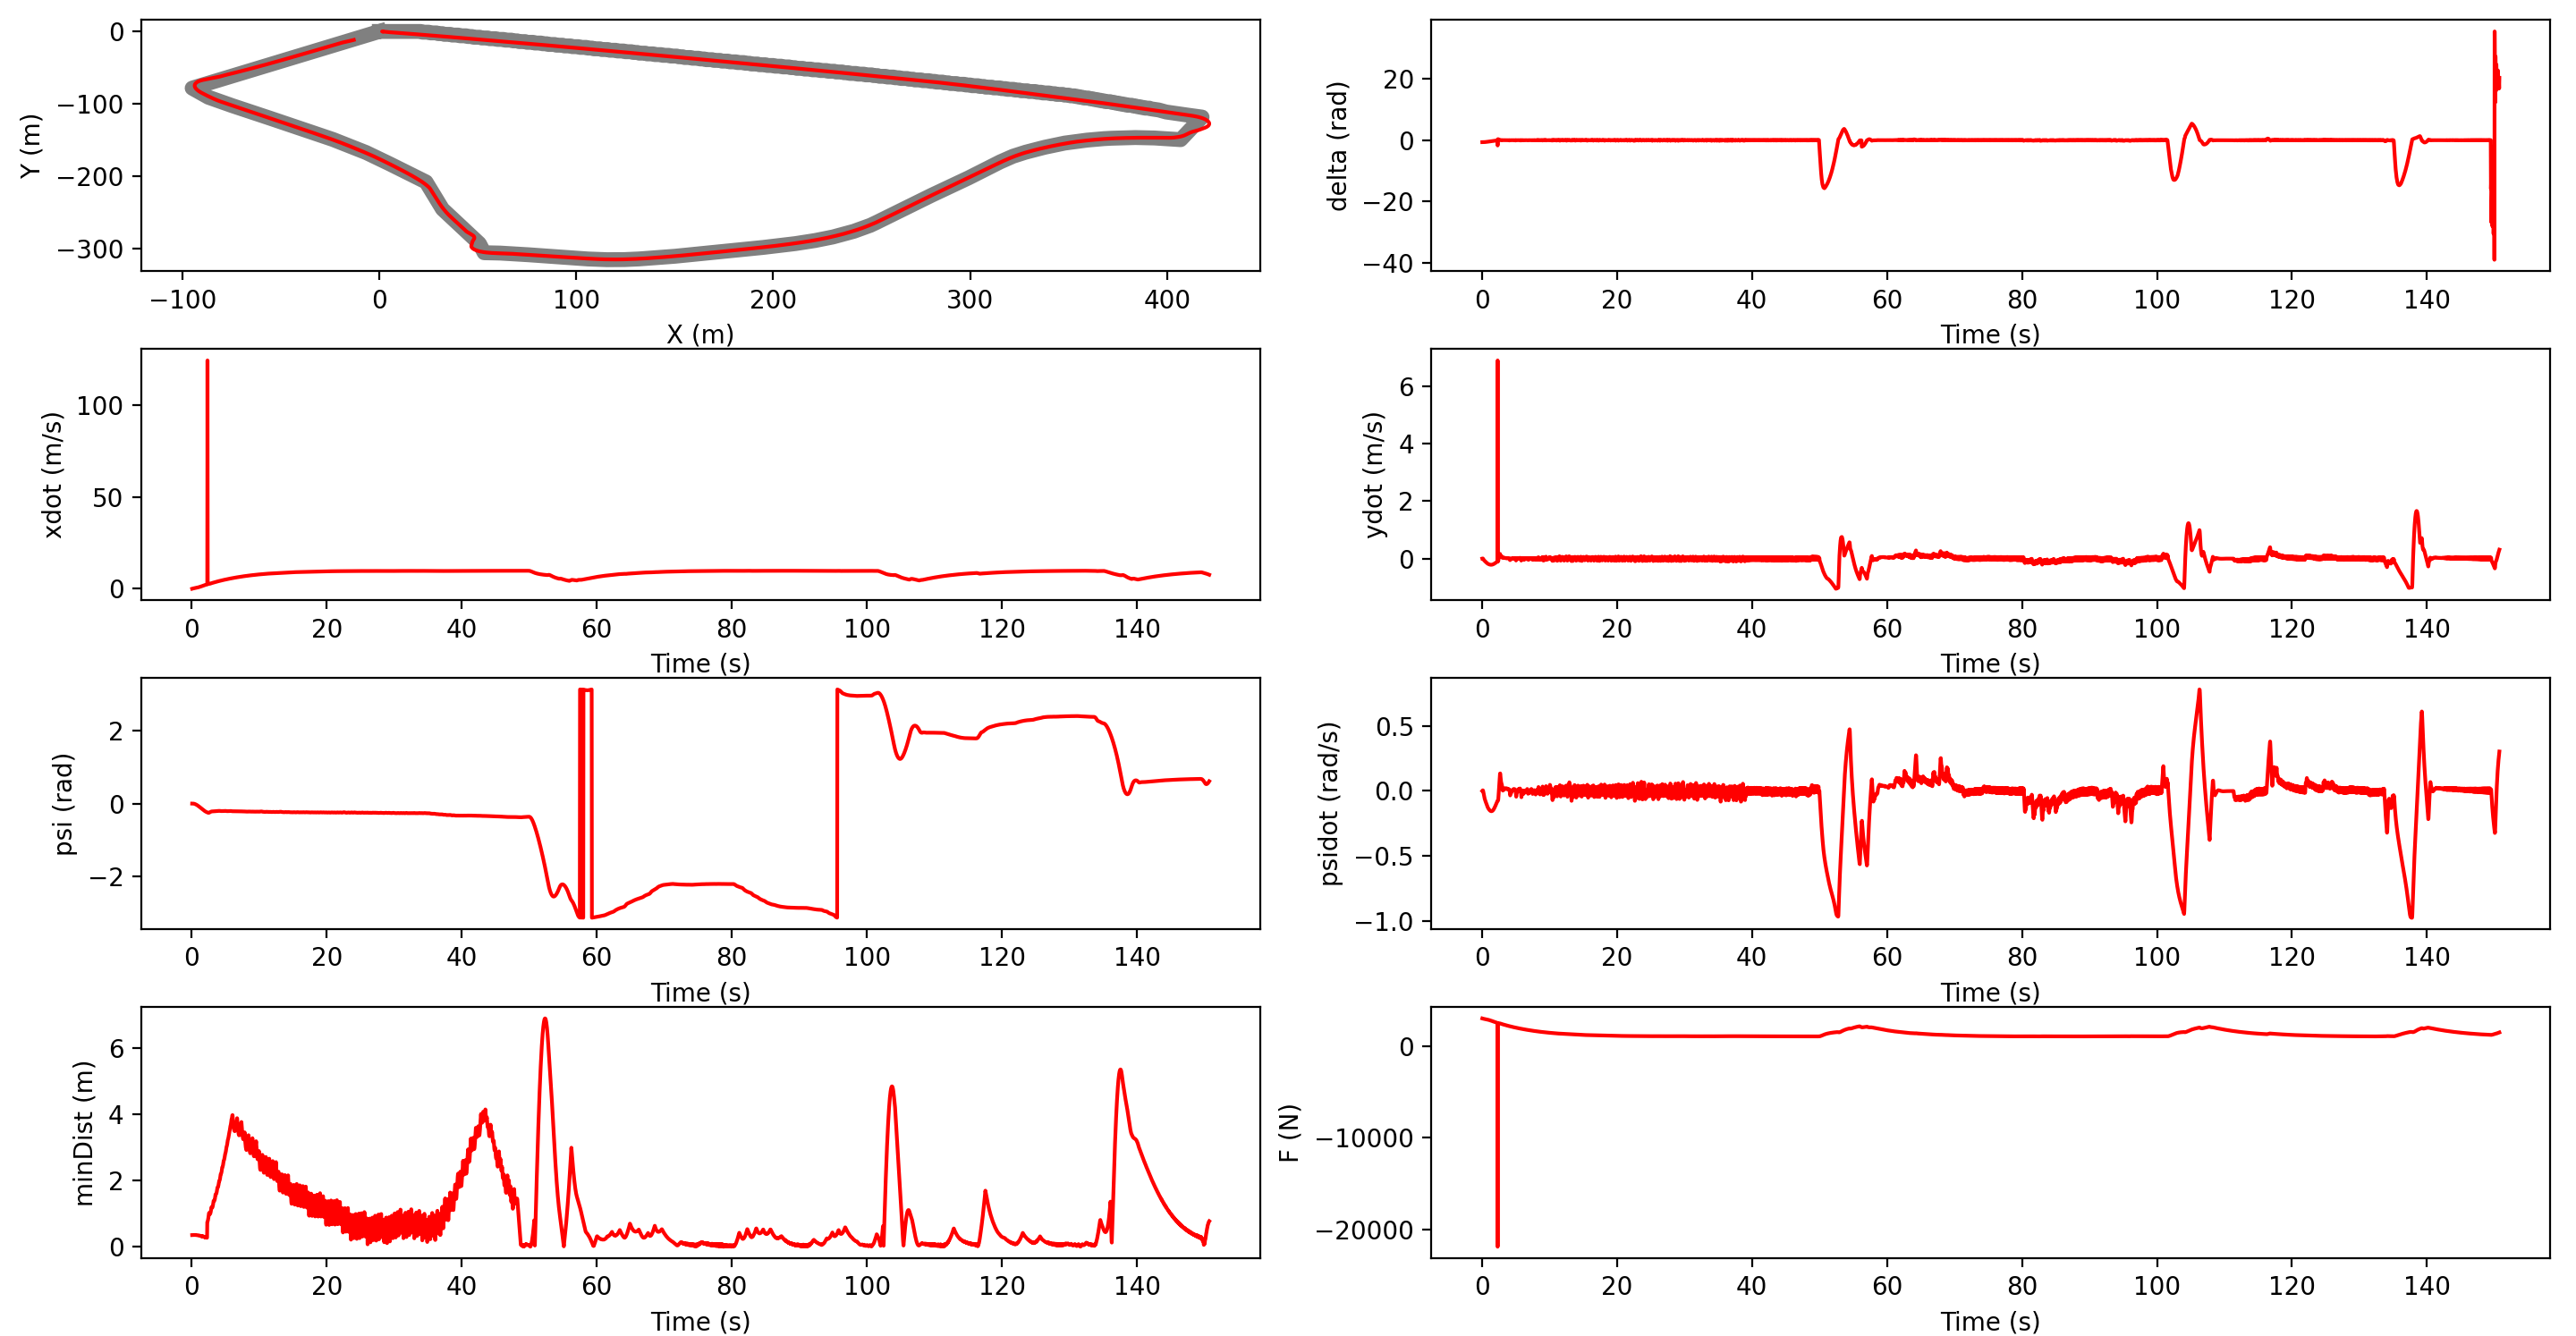 0
−100
−200
−300
Y (m)
−100 0 100 200 300 400
X (m)
20
0
−20
−40
delta (rad)
0 20 40 60 80 100 120 140
Time (s)
100
50
0
xdot (m/s)
0 20 40 60 80 100 120 140
Time (s)
6
4
2
0
ydot (m/s)
0 20 40 60 80 100 120 140
Time (s)
2
0
−2
psi (rad)
0 20 40 60 80 100 120 140
Time (s)
0.5
0.0
−0.5
−1.0
psidot (rad/s)
0 20 40 60 80 100 120 140
Time (s)
6
4
2
0
minDist (m)
0 20 40 60 80 100 120 140
Time (s)
0
−10000
−20000
F (N)
0 20 40 60 80 100 120 140
Time (s)